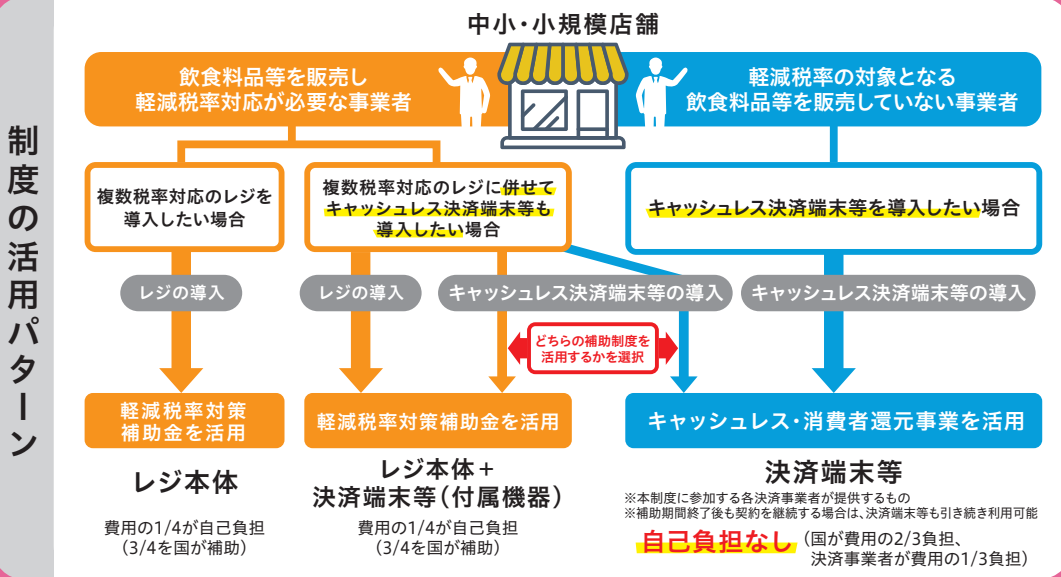 制度の活用パターン
中小・小規模店舗
飲食料品等を販売し
軽減税率対応が必要な事業者
軽減税率の対象となる
飲食料品等を販売していない事業者
複数税率対応のレジを
導入したい場合
複数税率対応のレジに併せて
キャッシュレス決済端末等も
導入したい場合
キャッシュレス決済端末等を導入したい場合
レジの導入
レジの導入
キャッシュレス決済端末等の導入
キャッシュレス決済端末等の導入
どちらの補助制度を
活用するかを選択
軽減税率対策
補助金を活用
軽減税率対策補助金を活用
キャッシュレス・消費者還元事業を活用
レジ本体
費用の1/4が自己負担
(3/4を国が補助)
レジ本体+
決済端末等(付属機器)
費用の1/4が自己負担
(3/4を国が補助)
決済端末等
※本制度に参加する各決済事業者が提供するもの
※補助期間終了後も契約を継続する場合は、決済端末等も引き続き利用可能
自己負担なし(国が費用の2/3負担、
決済事業者が費用の1/3負担)